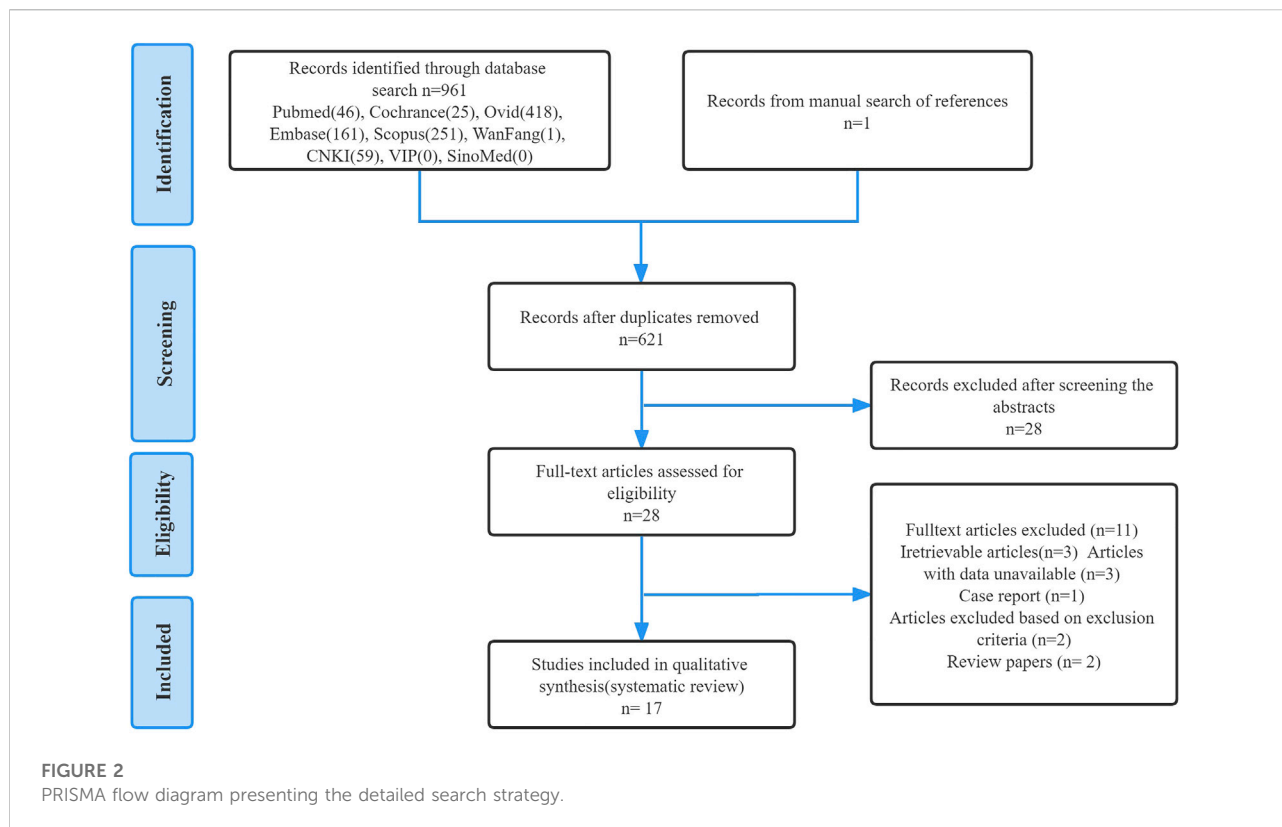 Identification
Records identified through database
search n=961
Pubmed(46), Cochrance(25), Ovid(418),
Embase(161), Scopus(251), WanFang(1),
CNKI(59), VIP(0), SinoMed(0)
Records from manual search of references
n=1
Screening
Records after duplicates removed
n=621
Records excluded after screening the
abstracts
n=28
Eligibility
Full-text articles assessed for
eligibility
n=28
Fulltext articles excluded (n=11)
Iretrievable articles(n=3) Articles
with data unavailable (n=3)
Case report (n=1)
Articles excluded based on exclusion
criteria (n=2)
Review papers (n= 2)
Included
Studies included in qualitative
synthesis(systematic review)
n= 17
FIGURE 2
PRISMA flow diagram presenting the detailed search strategy.